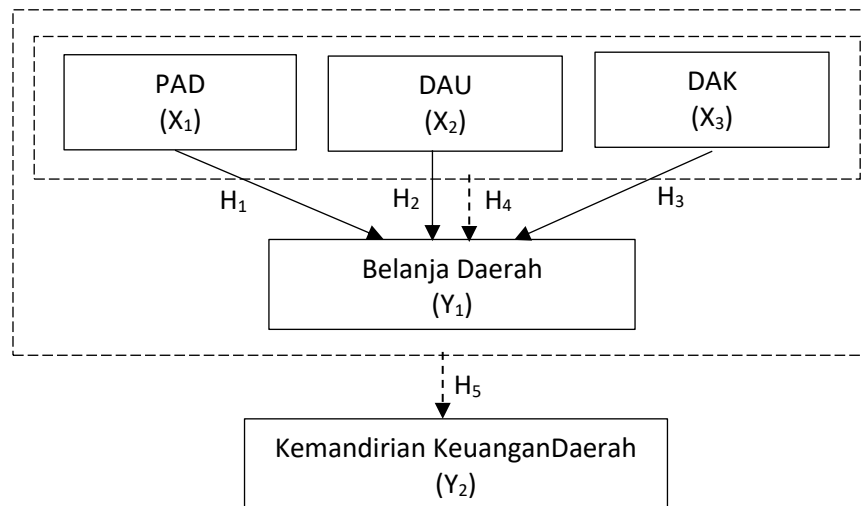 PAD
(X₁)
DAU
(X₂)
DAK
(X₃)
H₁
H₂
H₄
H₃
Belanja Daerah
(Y₁)
H₅
Kemandirian KeuanganDaerah
(Y₂)